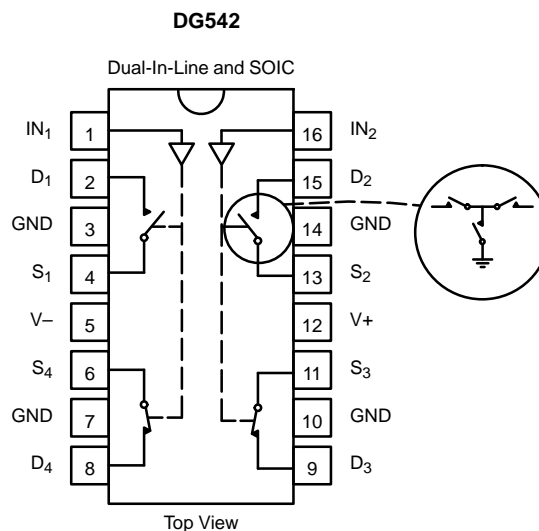 DG542
Dual-In-Line and SOIC
IN1 1 16 IN2
D1 2 15 D2
GND 3 14 GND
S1 4 13 S2
V– 5 12 V+
S4 6 11 S3
GND 7 10 GND
D4 8 9 D3
Top View